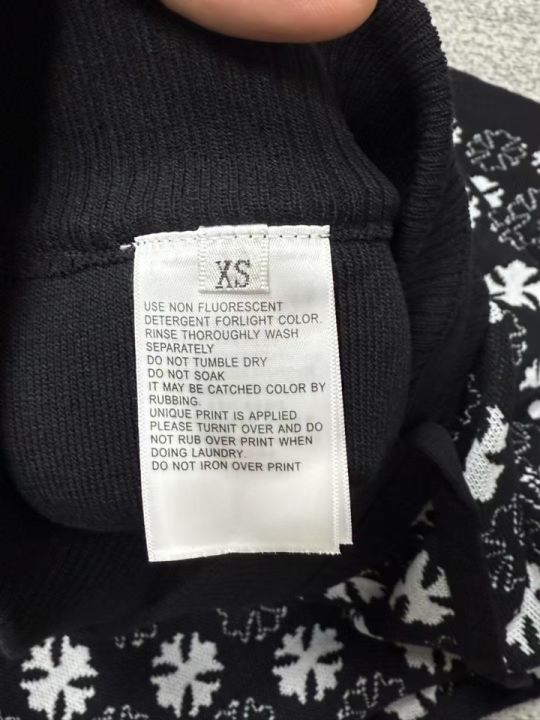 XS
USE NON FLUORESCENT
DETERGENT FORLIGHT COLOR.
RINSE THOROUGHLY WASH
SEPARATELY
DO NOT TUMBLE DRY
DO NOT SOAK
IT MAY BE CATCHED COLOR BY
RUBBING.
UNIQUE PRINT IS APPLIED
PLEASE TURNIT OVER AND DO
NOT RUB OVER PRINT WHEN
DOING LAUNDRY.
DO NOT IRON OVER PRINT